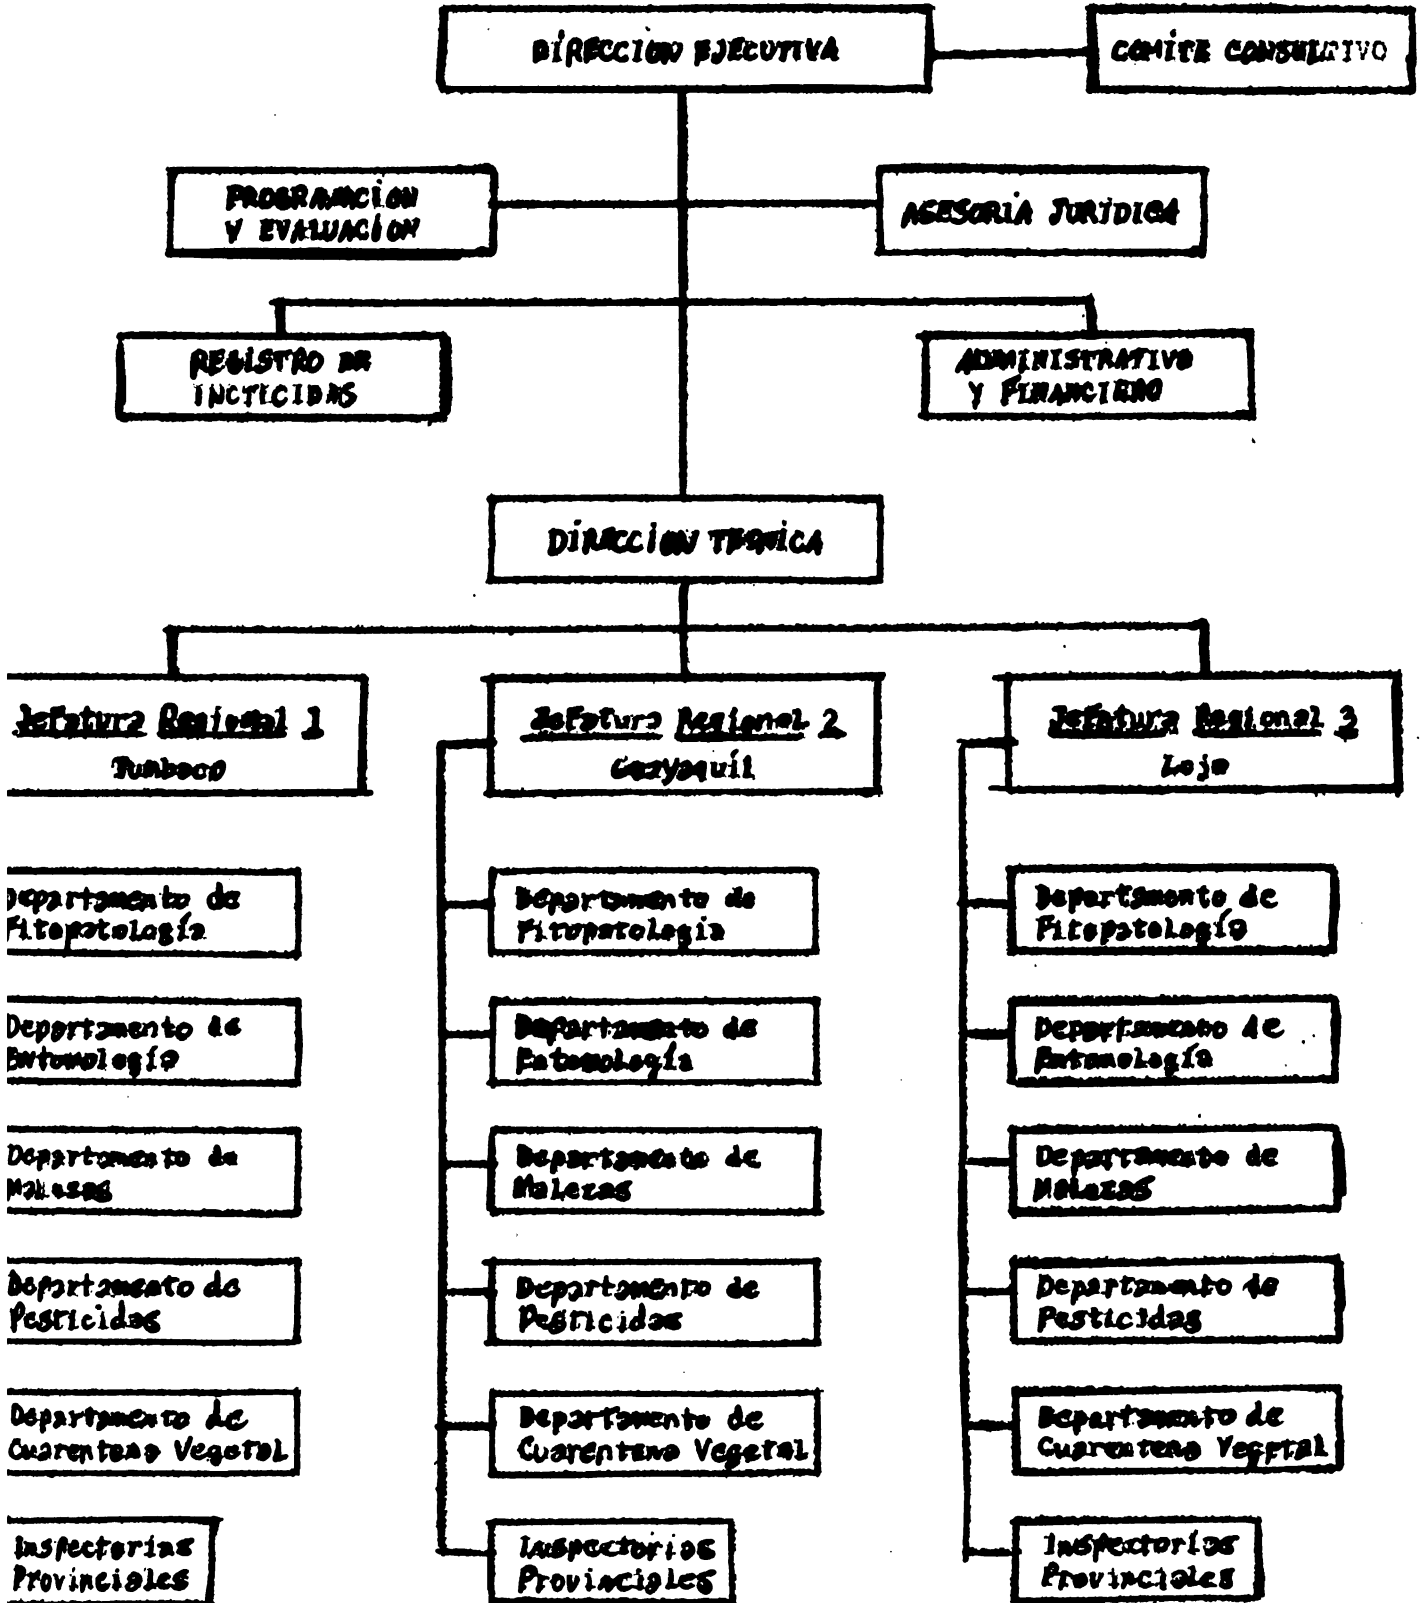 DIRECCION EJECUTIVA
COMITE CONSULTIVO
PROGRAMACION
Y EVALUACION
ASESORIA JURIDICA
REGISTRO DE
INCTICIDAS
ADMINISTRATIVO
Y FINANCIERO
DIRECCION TECNICA
Jefatura Regional 1
Tumbaco
Jefatura Regional 2
Guayaquíl
Jefatura Regional 3
Loja
Departamento de
Fitopatología
Departamento de
Fitopatologia
Departamento de
Fitopatología
Departamento de
Entomología
Departamento de
Entomología
Departamento de
Entomología
Departamento de
Malezas
Departamento de
Malezas
Departamento de
Malezas
Departamento de
Pesticidas
Departamento de
Pesticidas
Departamento de
Pesticidas
Departamento de
Cuarentena Vegetal
Departamento de
Cuarentena Vegetal
Departamento de
Cuarentena Vegetal
Inspectorias
Provinciales
Inspectorias
Provinciales
Inspectorías
Provinciales